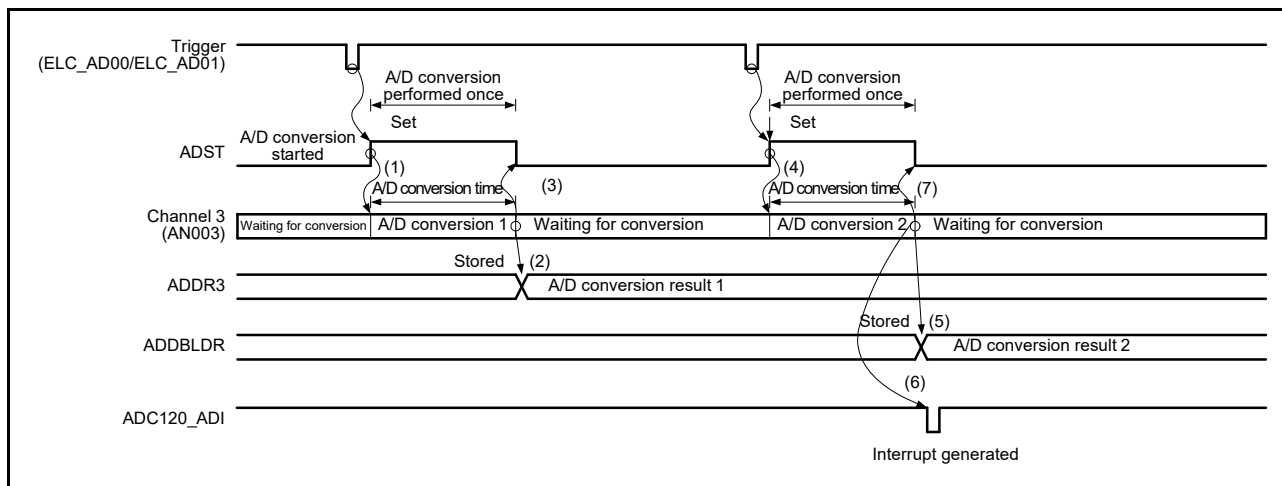 Trigger
(ELC_AD00/ELC_AD01)
A/D conversion
performed once
A/D conversion
performed once
Set
Set
A/D conversion
started
ADST
(1)
(3)
(4)
(7)
A/D conversion time
A/D conversion time
Channel 3
(AN003)
Waiting for conversion
A/D conversion 1
Waiting for conversion
A/D conversion 2
Waiting for conversion
Stored
(2)
ADDR3
A/D conversion result 1
Stored
(5)
ADDBLDR
A/D conversion result 2
(6)
ADC120_ADI
Interrupt generated